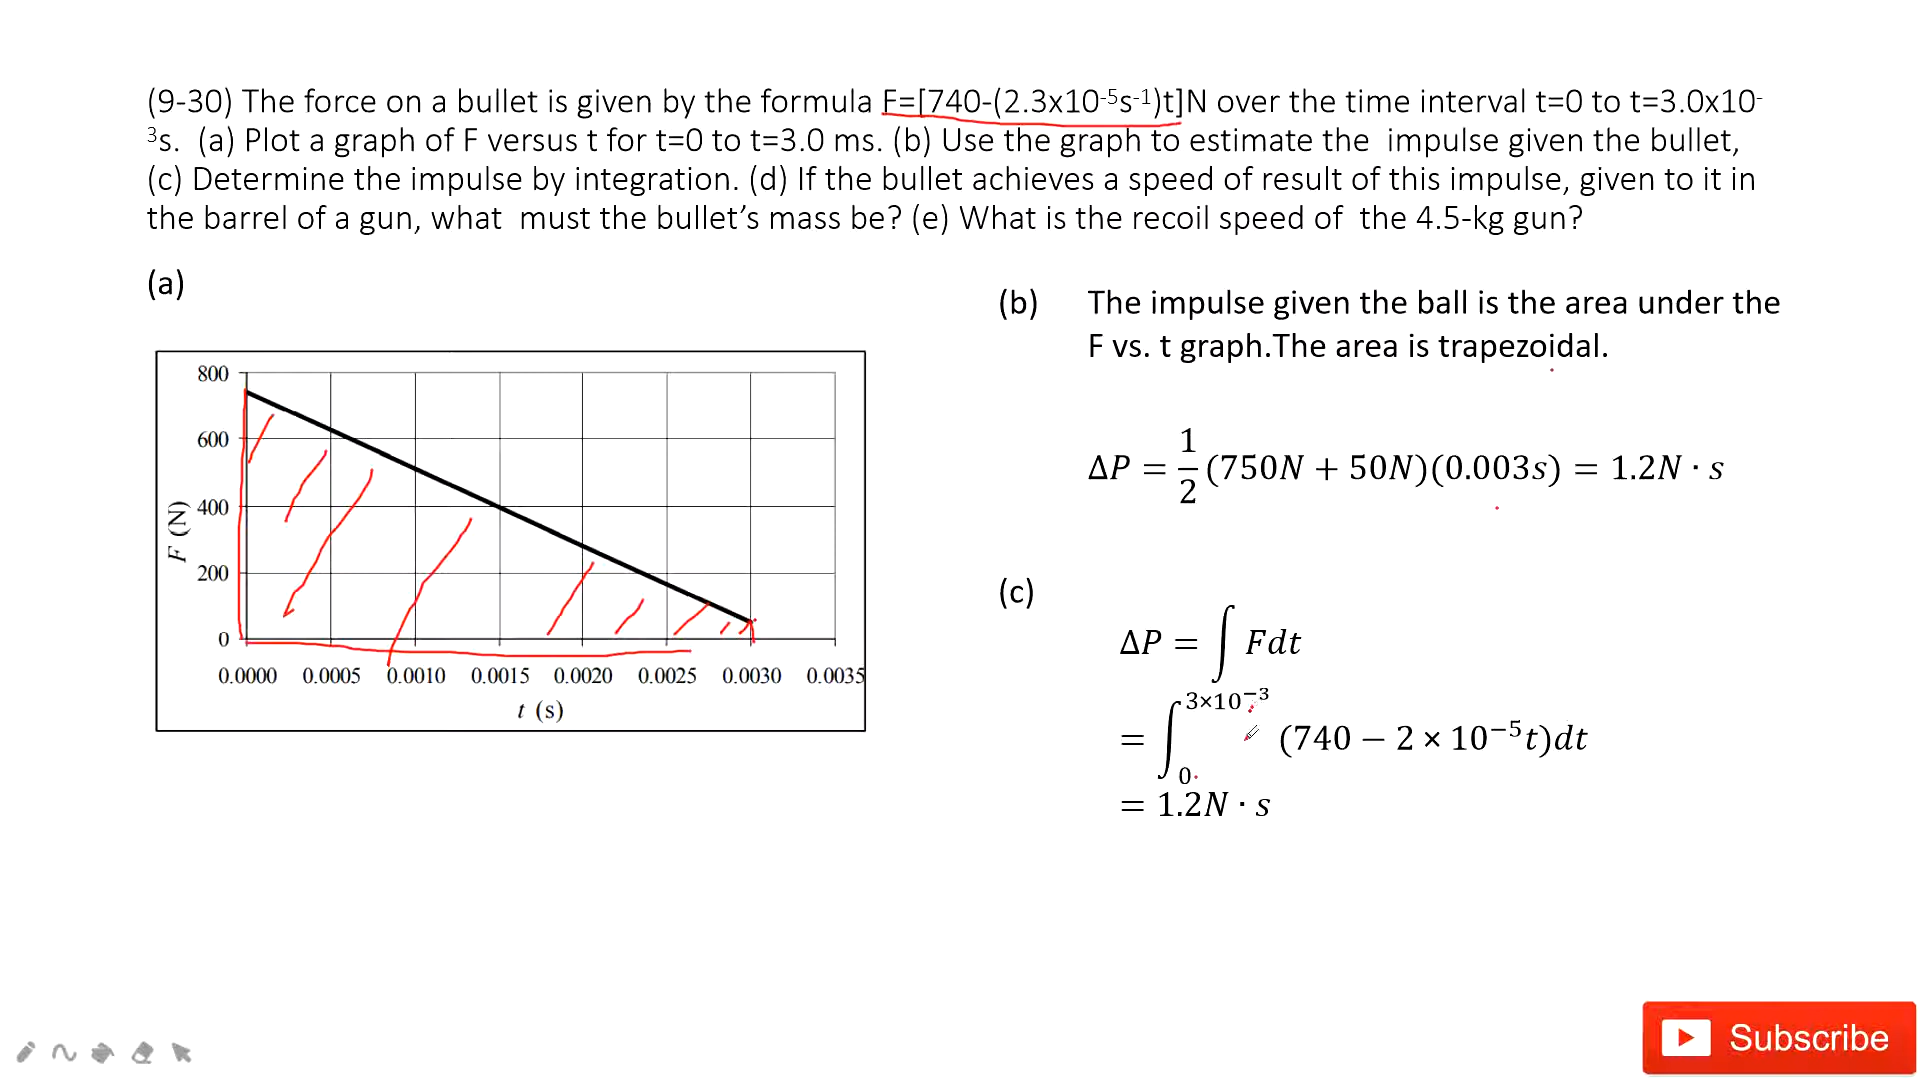 (9-30) The force on a bullet is given by the formula F=[740-(2.3x10-5s-1)t]N over the time interval t=0 to t=3.0x10-
3s. (a) Plot a graph of F versus t for t=0 to t=3.0 ms. (b) Use the graph to estimate the impulse given the bullet,
(c) Determine the impulse by integration. (d) If the bullet achieves a speed of result of this impulse, given to it in
the barrel of a gun, what must the bullet’s mass be? (e) What is the recoil speed of the 4.5-kg gun?
(a)
800
600
400
200
0
F (N)
0.0000 0.0005 0.0010 0.0015 0.0020 0.0025 0.0030 0.0035
t (s)
(b) The impulse given the ball is the area under the
F vs. t graph.The area is trapezoidal.
ΔP = 1/2 (750N + 50N)(0.003s) = 1.2N · s
(c)
ΔP = ∫ Fdt
= ∫₀^(3×10⁻³) (740 − 2 × 10⁻⁵t)dt
= 1.2N · s
Subscribe